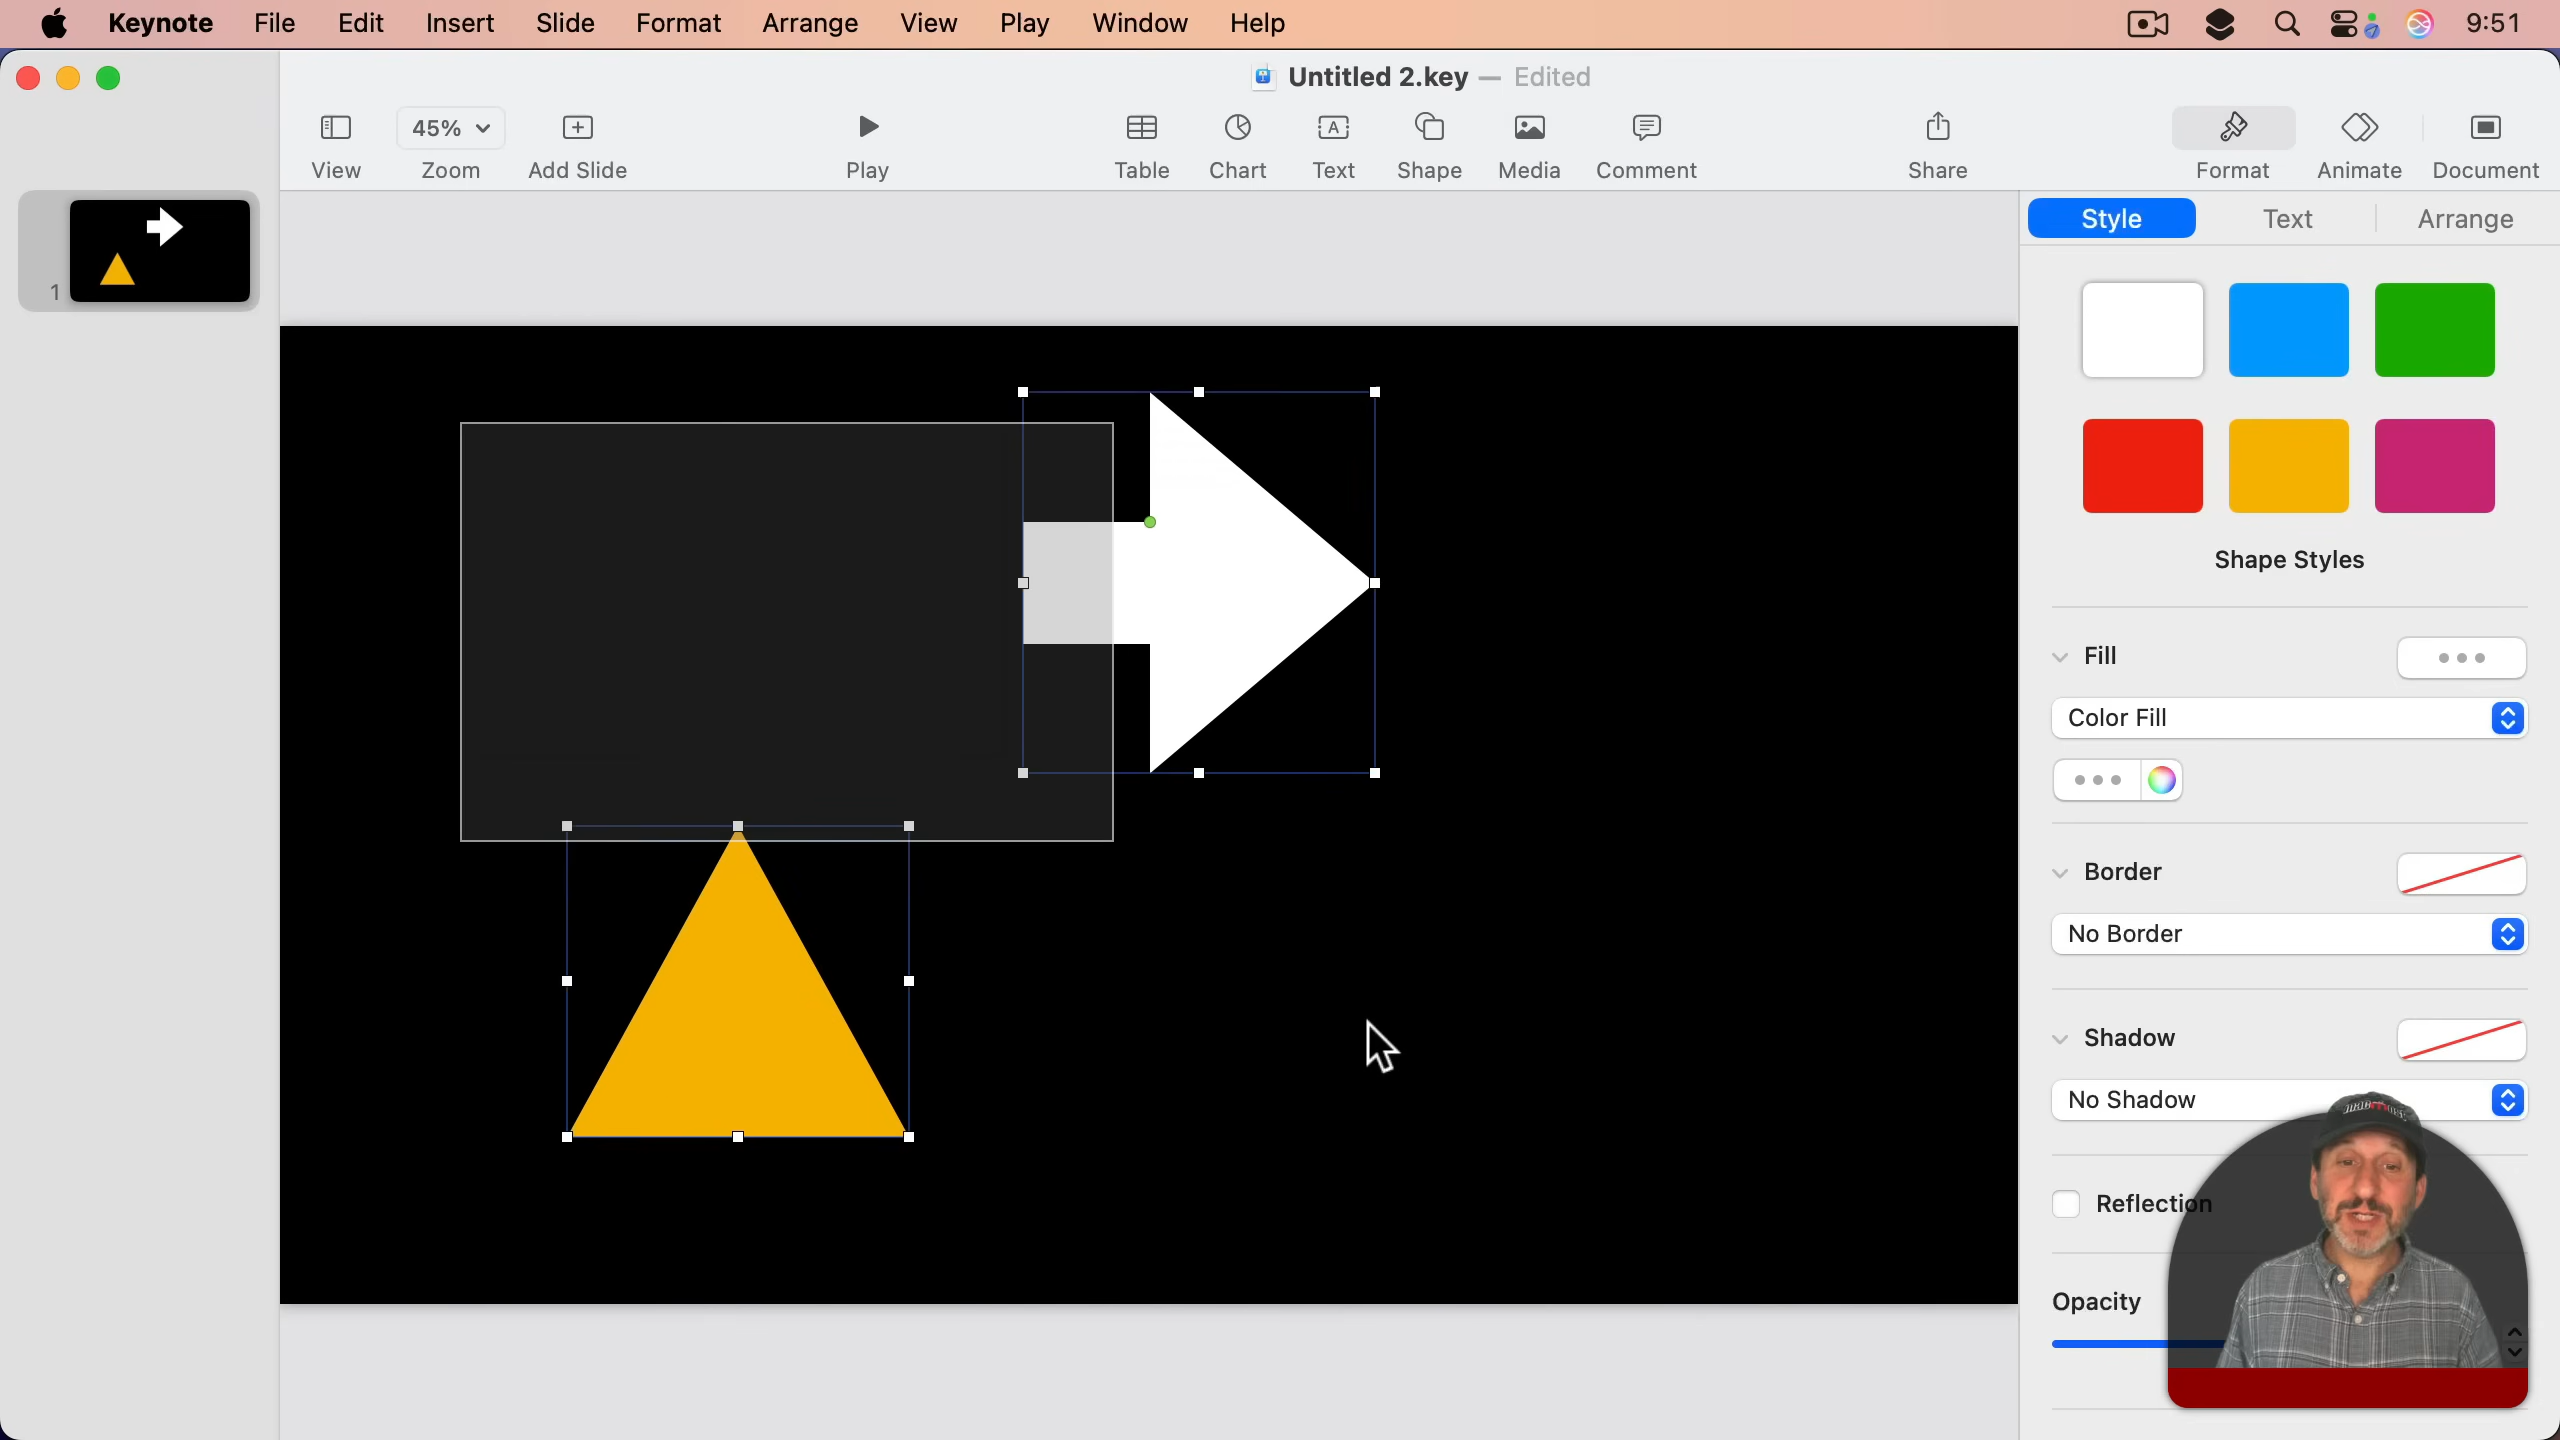 Keynote File Edit Insert Slide Format Arrange View Play Window Help 9:51
Untitled 2.key — Edited
45%
View Zoom Add Slide Play Table Chart Text Shape Media Comment Share Format Animate Document
Style Text Arrange
1
Shape Styles
Fill
Color Fill
Border
No Border
Shadow
No Shadow
Reflection
Opacity